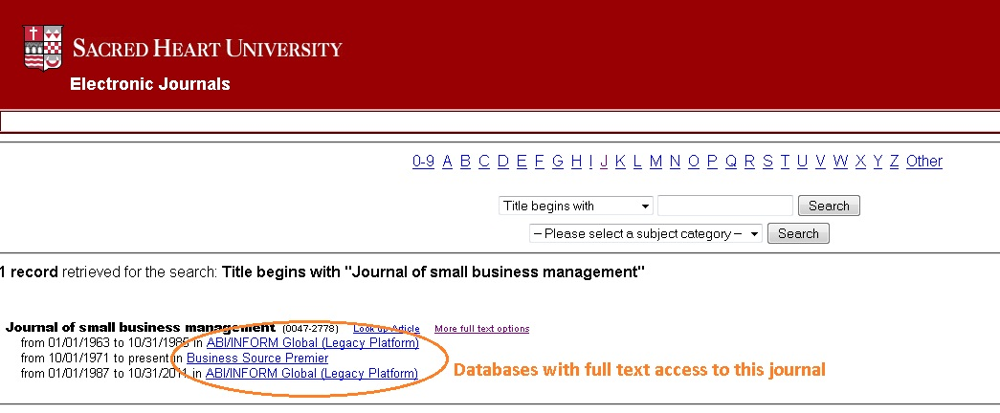 SACRED HEART UNIVERSITY
Electronic Journals
0-9 A B C D E F G H I J K L M N O P Q R S T U V W X Y Z Other
Title begins with Search
– Please select a subject category – Search
1 record retrieved for the search: Title begins with "Journal of small business management"
Journal of small business management (0047-2778) Look up Article More full text options
from 01/01/1963 to 10/31/1985 in ABI/INFORM Global (Legacy Platform)
from 10/01/1971 to present in Business Source Premier
from 01/01/1987 to 10/31/2011 in ABI/INFORM Global (Legacy Platform)
Databases with full text access to this journal